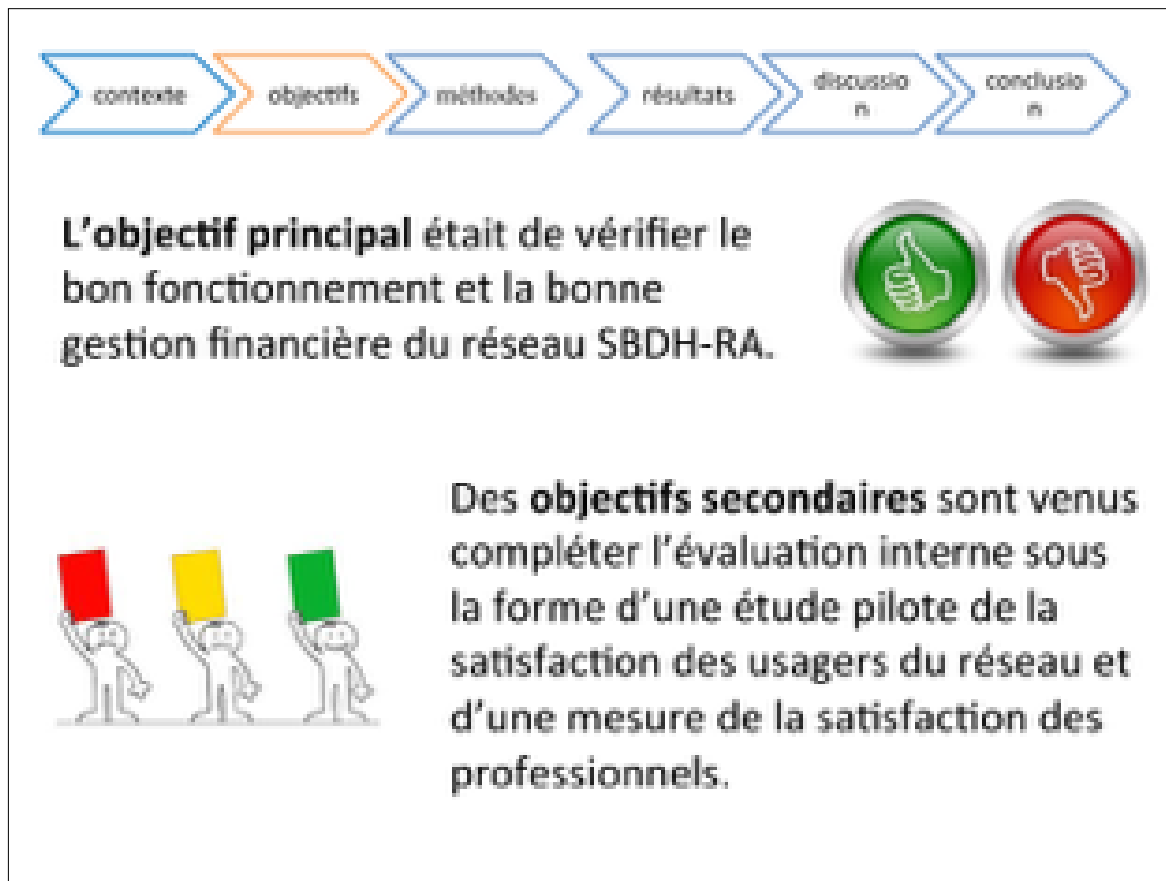 contexte
objectifs
méthodes
résultats
discussio
n
conclusio
n
L'objectif principal était de vérifier le
bon fonctionnement et la bonne
gestion financière du réseau SBDH-RA.
Des objectifs secondaires sont venus
compléter l'évaluation interne sous
la forme d'une étude pilote de la
satisfaction des usagers du réseau et
d'une mesure de la satisfaction des
professionnels.